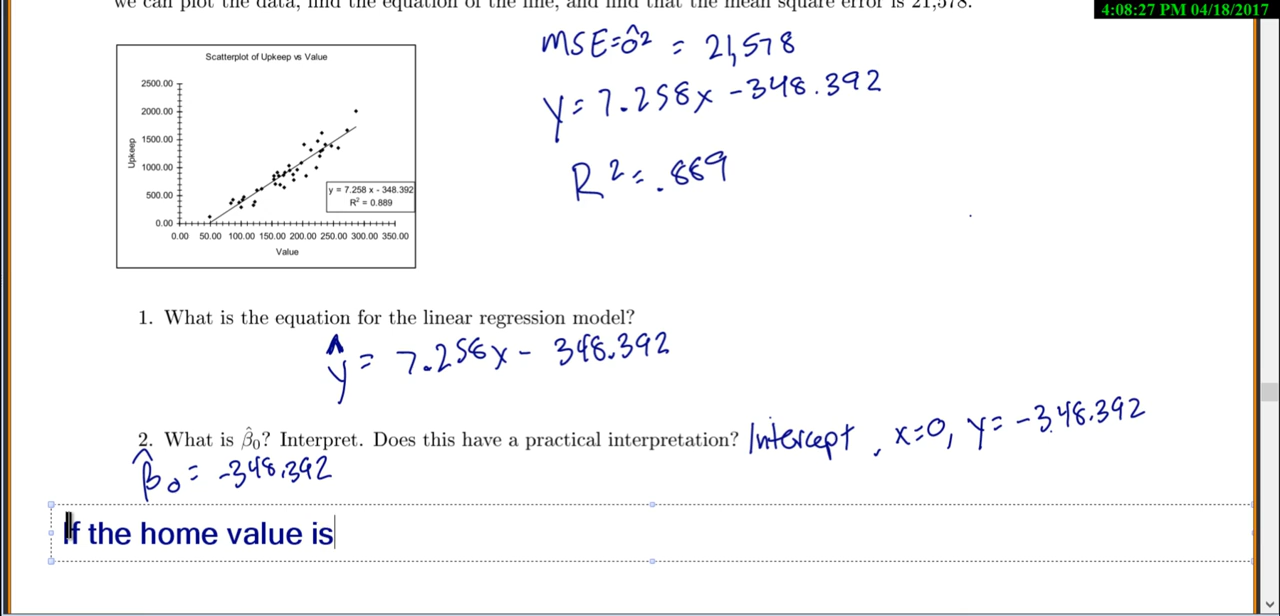 we can plot the data, find the equation of the line, and find that the mean square error is 21,578.
4:08:27 PM 04/18/2017
Scatterplot of Upkeep vs Value
2500.00
2000.00
1500.00
1000.00
500.00
0.00
Upkeep
y = 7.258 x - 348.392
R² = 0.889
0.00 50.00 100.00 150.00 200.00 250.00 300.00 350.00
Value
MSE=σ̂² = 21,578
y = 7.258x - 348.392
R² = .889
1. What is the equation for the linear regression model?
ŷ = 7.258x - 348.392
2. What is β̂₀? Interpret. Does this have a practical interpretation? Intercept, x=0, y= -348.392
β̂₀ = -348.392
If the home value is